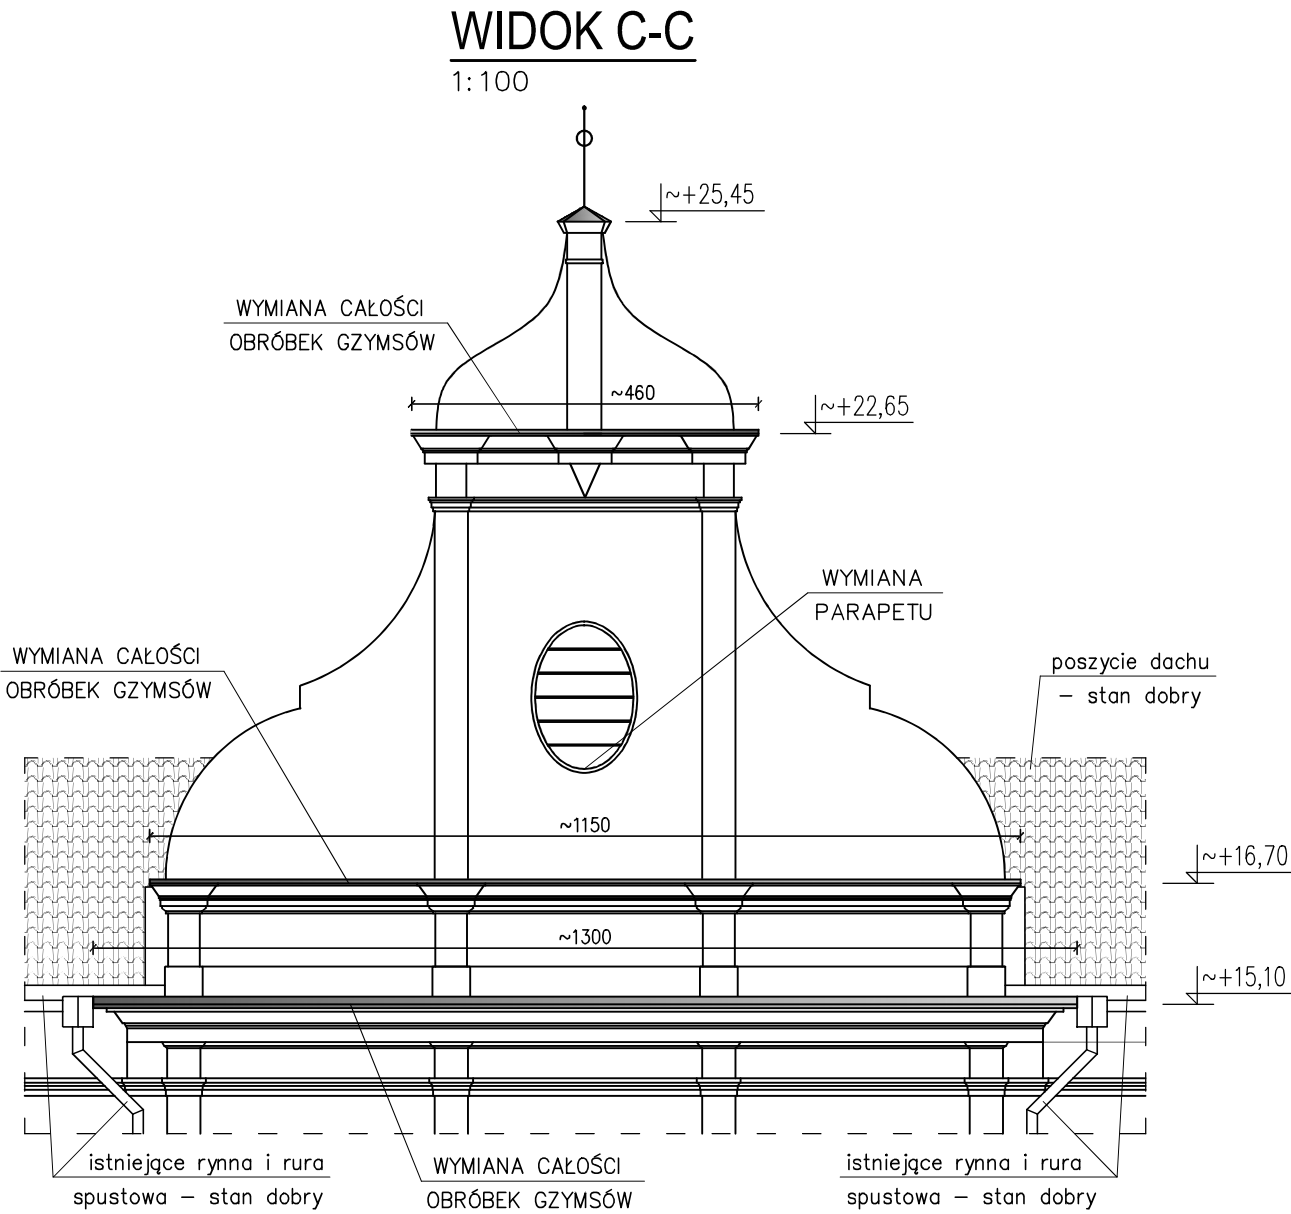 WIDOK C-C
1:100
~+25,45
WYMIANA CAŁOŚCI
OBRÓBEK GZYMSÓW
~460
~+22,65
WYMIANA
PARAPETU
WYMIANA CAŁOŚCI
OBRÓBEK GZYMSÓW
poszycie dachu
– stan dobry
~1150
~+16,70
~1300
~+15,10
istniejące rynna i rura
spustowa – stan dobry
WYMIANA CAŁOŚCI
OBRÓBEK GZYMSÓW
istniejące rynna i rura
spustowa – stan dobry